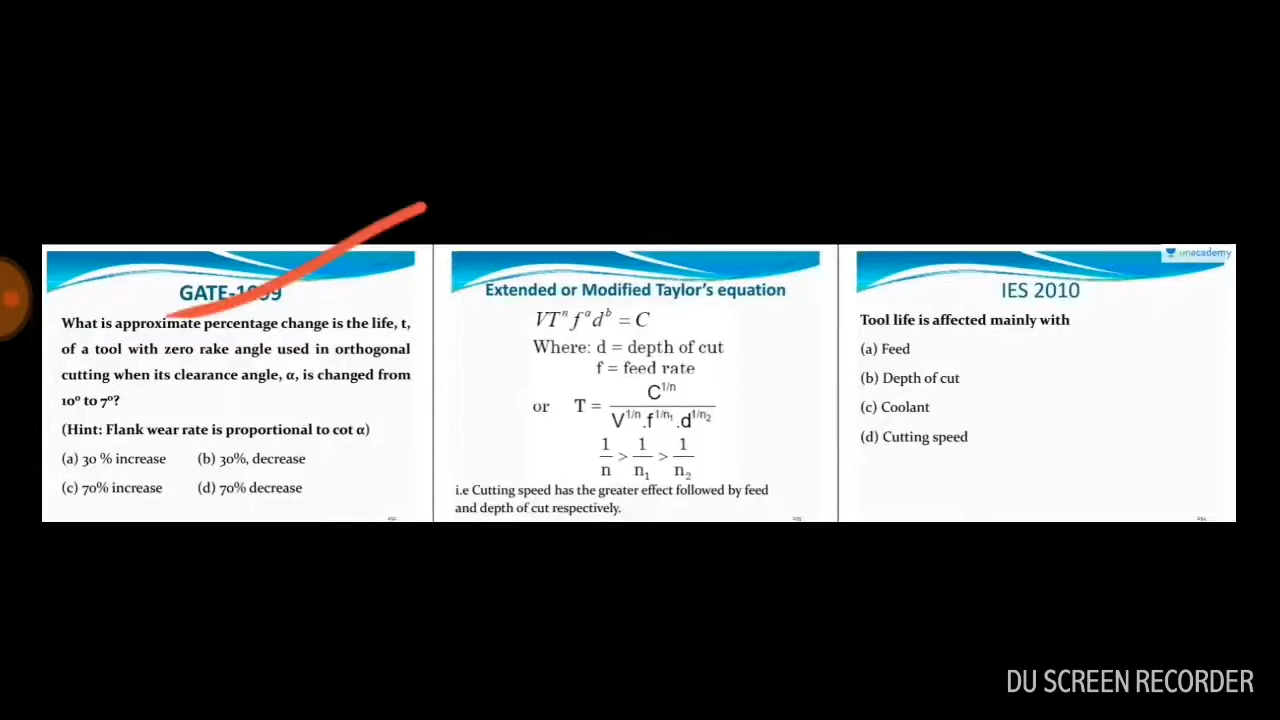 GATE-1999
What is approximate percentage change is the life, t,
of a tool with zero rake angle used in orthogonal
cutting when its clearance angle, α, is changed from
10° to 7°?
(Hint: Flank wear rate is proportional to cot α)
(a) 30 % increase (b) 30%, decrease
(c) 70% increase (d) 70% decrease
Extended or Modified Taylor's equation
VTⁿ fᵃ dᵇ = C
Where: d = depth of cut
f = feed rate
or T = C^1/n / V^1/n .f^1/n₁ .d^1/n₂
1/n > 1/n₁ > 1/n₂
i.e Cutting speed has the greater effect followed by feed
and depth of cut respectively.
unacademy
IES 2010
Tool life is affected mainly with
(a) Feed
(b) Depth of cut
(c) Coolant
(d) Cutting speed
DU SCREEN RECORDER